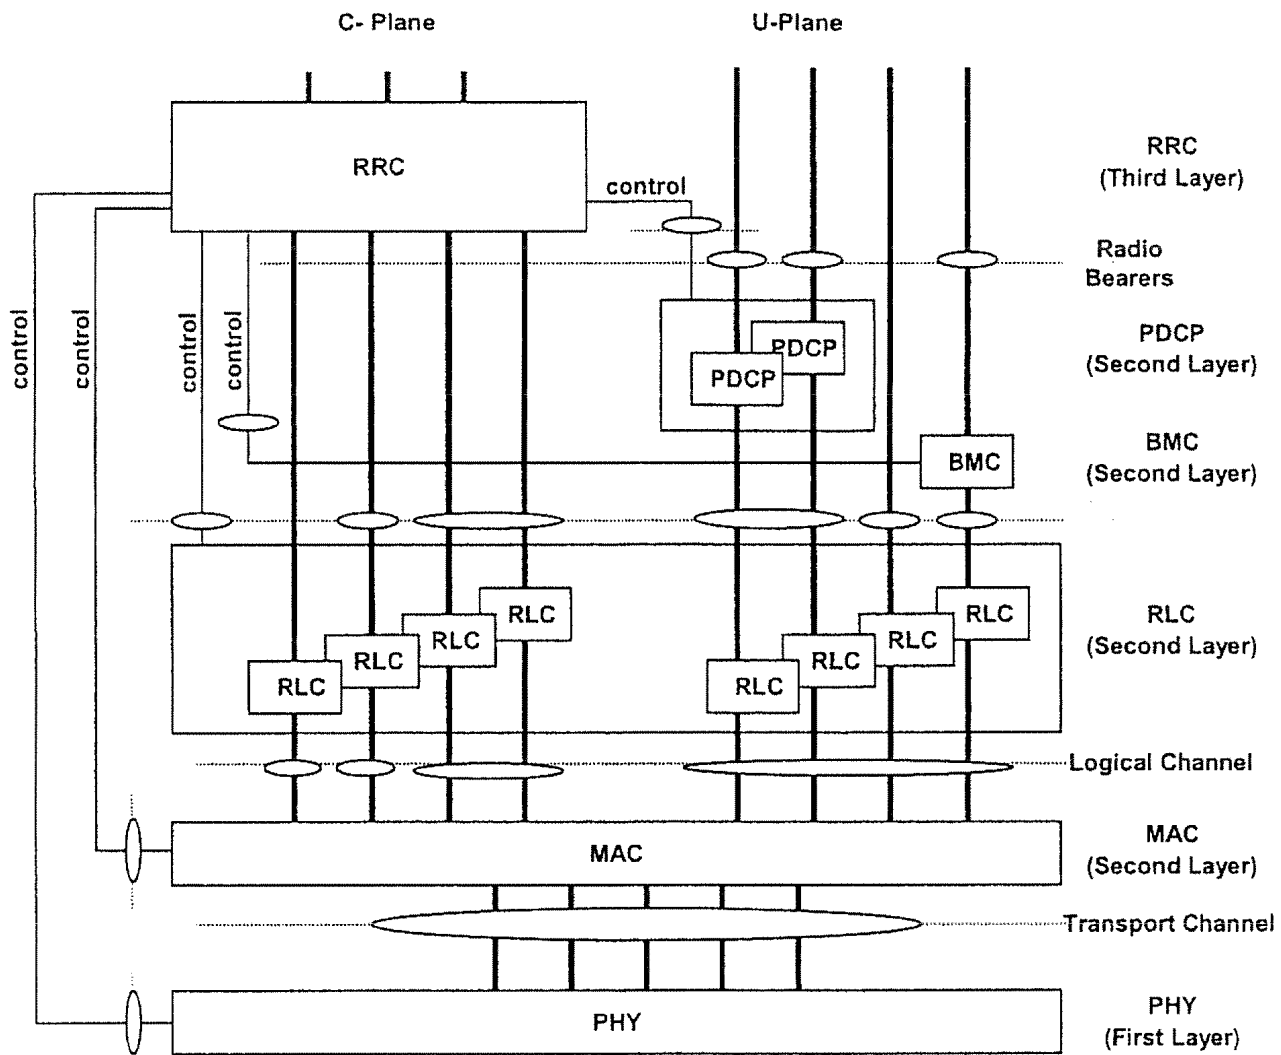 C- Plane
U-Plane
RRC
control
RRC
(Third Layer)
Radio
Bearers
control
control
control
control
PDCP
PDCP
PDCP
(Second Layer)
BMC
BMC
(Second Layer)
RLC
RLC
RLC
RLC
RLC
RLC
RLC
RLC
RLC
(Second Layer)
Logical Channel
MAC
MAC
(Second Layer)
Transport Channel
PHY
PHY
(First Layer)